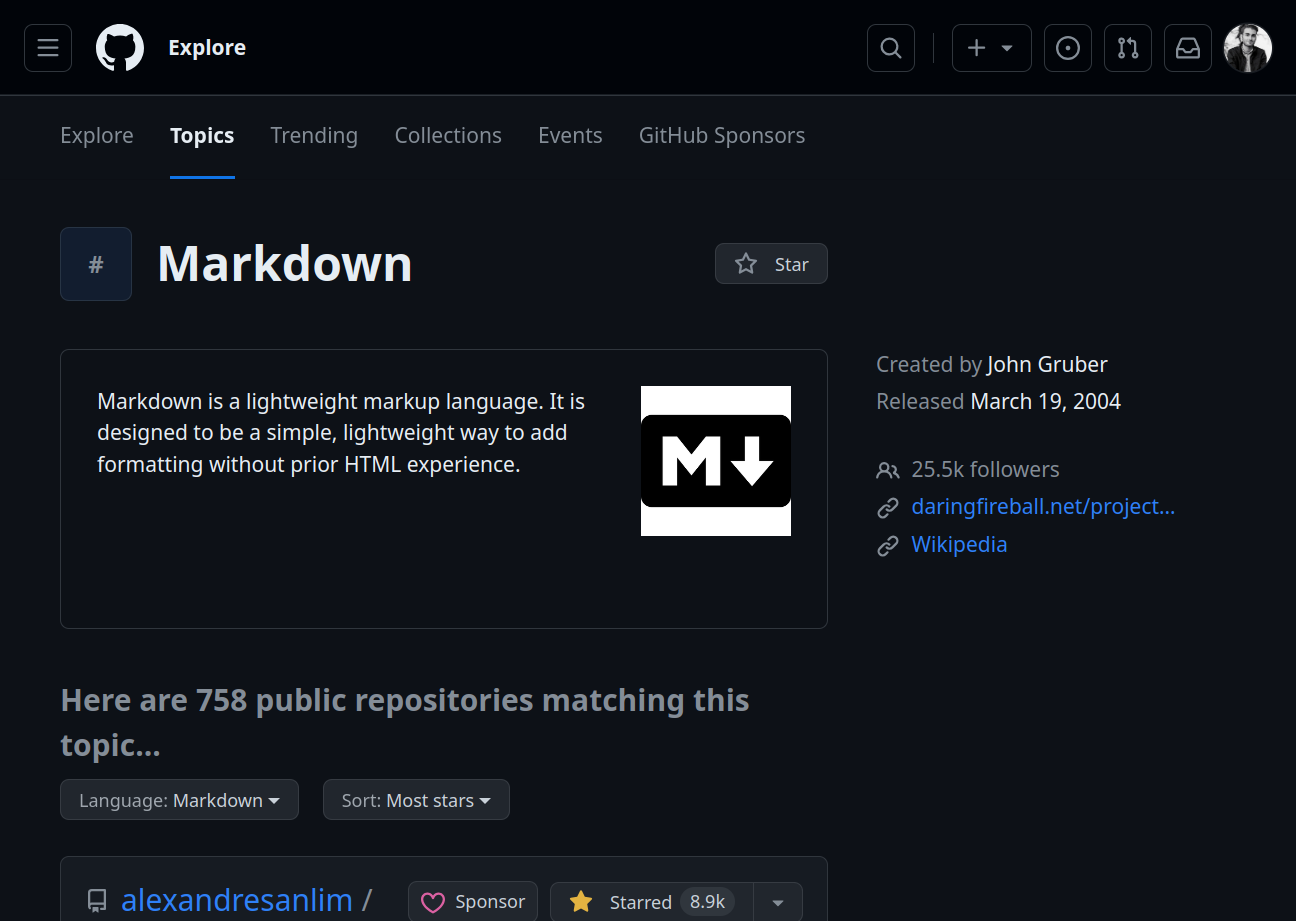 Explore
Explore Topics Trending Collections Events GitHub Sponsors
# Markdown
Star
Markdown is a lightweight markup language. It is
designed to be a simple, lightweight way to add
formatting without prior HTML experience.
M
Created by John Gruber
Released March 19, 2004
25.5k followers
daringfireball.net/project...
Wikipedia
Here are 758 public repositories matching this
topic...
Language: Markdown Sort: Most stars
alexandresanlim / Sponsor Starred 8.9k